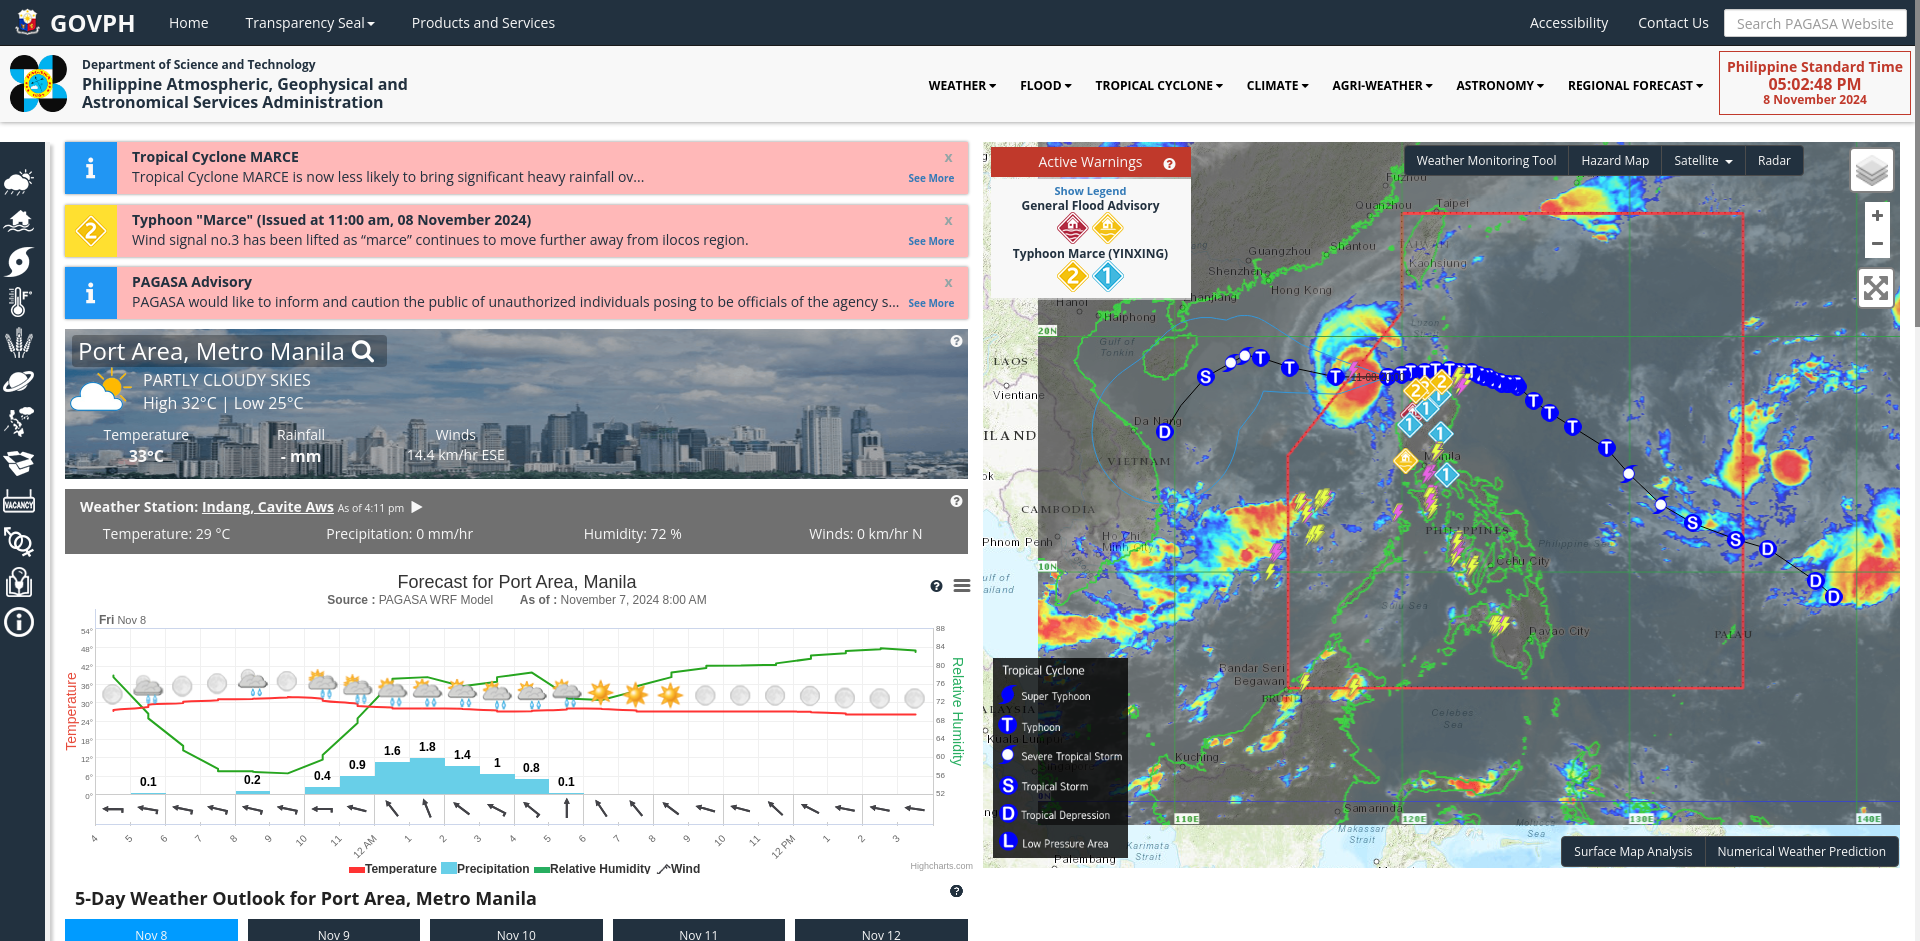 GOVPH
Home
Transparency Seal
Products and Services
Accessibility
Contact Us
Search PAGASA Website
Department of Science and Technology
Philippine Atmospheric, Geophysical and
Astronomical Services Administration
WEATHER
FLOOD
TROPICAL CYCLONE
CLIMATE
AGRI-WEATHER
ASTRONOMY
REGIONAL FORECAST
Philippine Standard Time
05:02:48 PM
8 November 2024
Tropical Cyclone MARCE
x
Tropical Cyclone MARCE is now less likely to bring significant heavy rainfall ov...
See More
2
Typhoon "Marce" (Issued at 11:00 am, 08 November 2024)
x
Wind signal no.3 has been lifted as “marce” continues to move further away from ilocos region.
See More
PAGASA Advisory
x
PAGASA would like to inform and caution the public of unauthorized individuals posing to be officials of the agency s...
See More
VACANCY
Port Area, Metro Manila
PARTLY CLOUDY SKIES
High 32°C | Low 25°C
Temperature
33°C
Rainfall
- mm
Winds
14.4 km/hr ESE
Weather Station: Indang, Cavite Aws As of 4:11 pm
Temperature: 29 °C
Precipitation: 0 mm/hr
Humidity: 72 %
Winds: 0 km/hr N
Forecast for Port Area, Manila
Source : PAGASA WRF Model As of : November 7, 2024 8:00 AM
Fri Nov 8
54°
48°
42°
36°
30°
24°
18°
12°
6°
0°
Temperature
88
84
80
76
72
68
64
60
56
52
Relative Humidity
0.1
0.2
0.4
0.9
1.6
1.8
1.4
1
0.8
0.1
4 5 6 7 8 9 10 11 12 AM 1 2 3 4 5 6 7 8 9 10 11 12 PM 1 2 3
Temperature Precipitation Relative Humidity Wind
Highcharts.com
5-Day Weather Outlook for Port Area, Metro Manila
Nov 8
Nov 9
Nov 10
Nov 11
Nov 12
Active Warnings
Show Legend
General Flood Advisory
Typhoon Marce (YINXING)
2 1
Weather Monitoring Tool
Hazard Map
Satellite
Radar
+
−
Fuzhou
Quanzhou
Taipei
TAIWAN
Guangzhou
Shantou
Kaohsiung
Shenzhen
Hong Kong
Zhanjiang
Hanoi
Haiphong
20N
Gulf of
Tonkin
LAOS
Vientiane
Da Nang
VIETNAM
CAMBODIA
Phnom Penh
Ho Chi
Minh City
10N
Manila
PHILIPPINES
Philippine
Cebu City
Sulu Sea
Davao City
PALAU
Bandar Seri
Begawan
Celebes
Sea
Kuching
Samarinda
110E
120E
130E
140E
Makassar
Strait
Karimata
Strait
Palembang
Tropical Cyclone
Super Typhoon
T Typhoon
Severe Tropical Storm
S Tropical Storm
D Tropical Depression
L Low Pressure Area
Surface Map Analysis
Numerical Weather Prediction